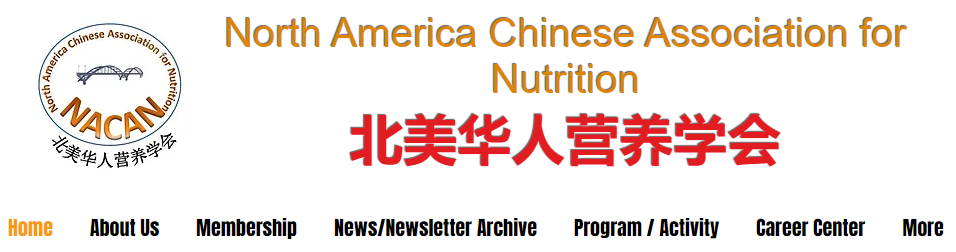 North America Chinese Association for Nutrition
NACAN
北美华人营养学会
North America Chinese Association for
Nutrition
北美华人营养学会
Home About Us Membership News/Newsletter Archive Program / Activity Career Center More